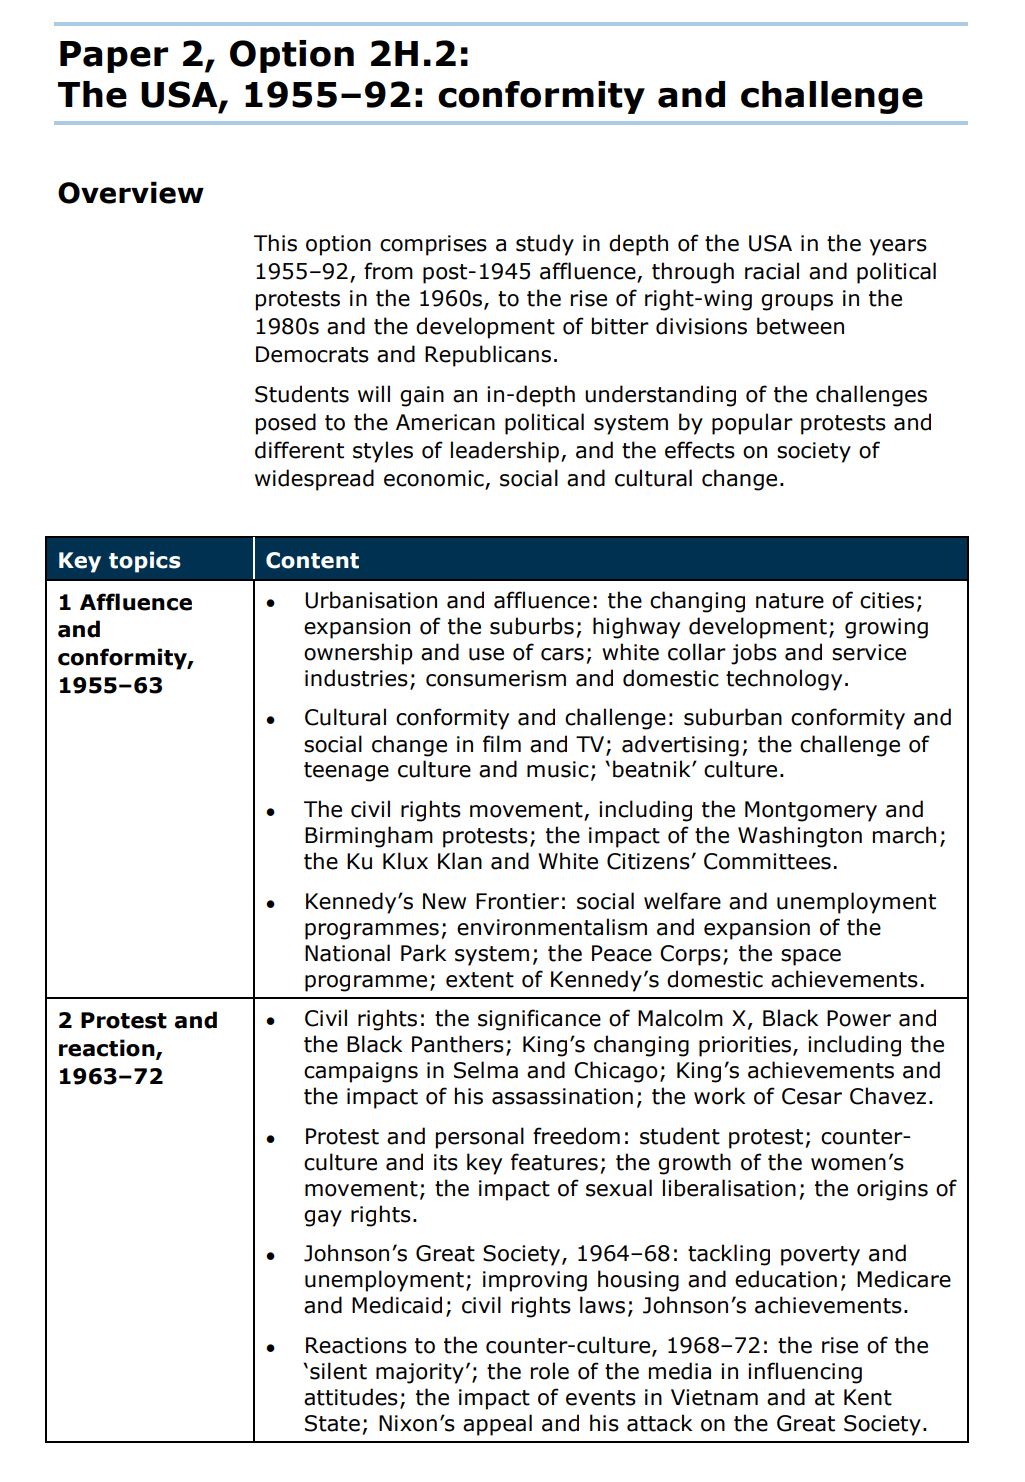 Paper 2, Option 2H.2:
The USA, 1955–92: conformity and challenge
Overview
This option comprises a study in depth of the USA in the years
1955–92, from post-1945 affluence, through racial and political
protests in the 1960s, to the rise of right-wing groups in the
1980s and the development of bitter divisions between
Democrats and Republicans.
Students will gain an in-depth understanding of the challenges
posed to the American political system by popular protests and
different styles of leadership, and the effects on society of
widespread economic, social and cultural change.
Key topics
Content
1 Affluence
and
conformity,
1955–63
• Urbanisation and affluence: the changing nature of cities;
expansion of the suburbs; highway development; growing
ownership and use of cars; white collar jobs and service
industries; consumerism and domestic technology.
• Cultural conformity and challenge: suburban conformity and
social change in film and TV; advertising; the challenge of
teenage culture and music; ‘beatnik’ culture.
• The civil rights movement, including the Montgomery and
Birmingham protests; the impact of the Washington march;
the Ku Klux Klan and White Citizens’ Committees.
• Kennedy’s New Frontier: social welfare and unemployment
programmes; environmentalism and expansion of the
National Park system; the Peace Corps; the space
programme; extent of Kennedy’s domestic achievements.
2 Protest and
reaction,
1963–72
• Civil rights: the significance of Malcolm X, Black Power and
the Black Panthers; King’s changing priorities, including the
campaigns in Selma and Chicago; King’s achievements and
the impact of his assassination; the work of Cesar Chavez.
• Protest and personal freedom: student protest; counter-
culture and its key features; the growth of the women’s
movement; the impact of sexual liberalisation; the origins of
gay rights.
• Johnson’s Great Society, 1964–68: tackling poverty and
unemployment; improving housing and education; Medicare
and Medicaid; civil rights laws; Johnson’s achievements.
• Reactions to the counter-culture, 1968–72: the rise of the
‘silent majority’; the role of the media in influencing
attitudes; the impact of events in Vietnam and at Kent
State; Nixon’s appeal and his attack on the Great Society.